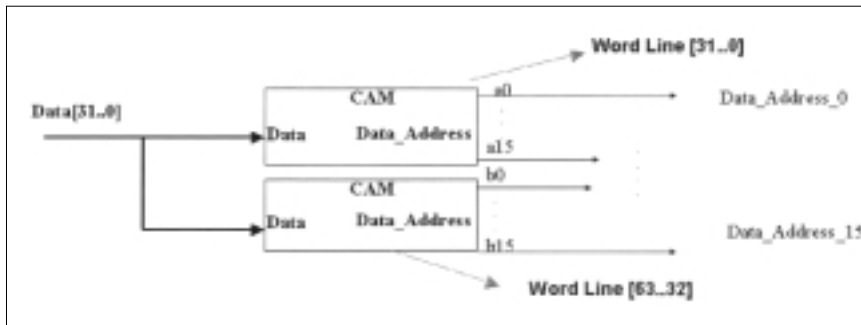 Word Line [31..0]
a0
CAM
Data_Address_0
Data[31..0]
Data
Data_Address
a15
b0
CAM
Data
Data_Address
Data_Address_15
b15
Word Line [63..32]